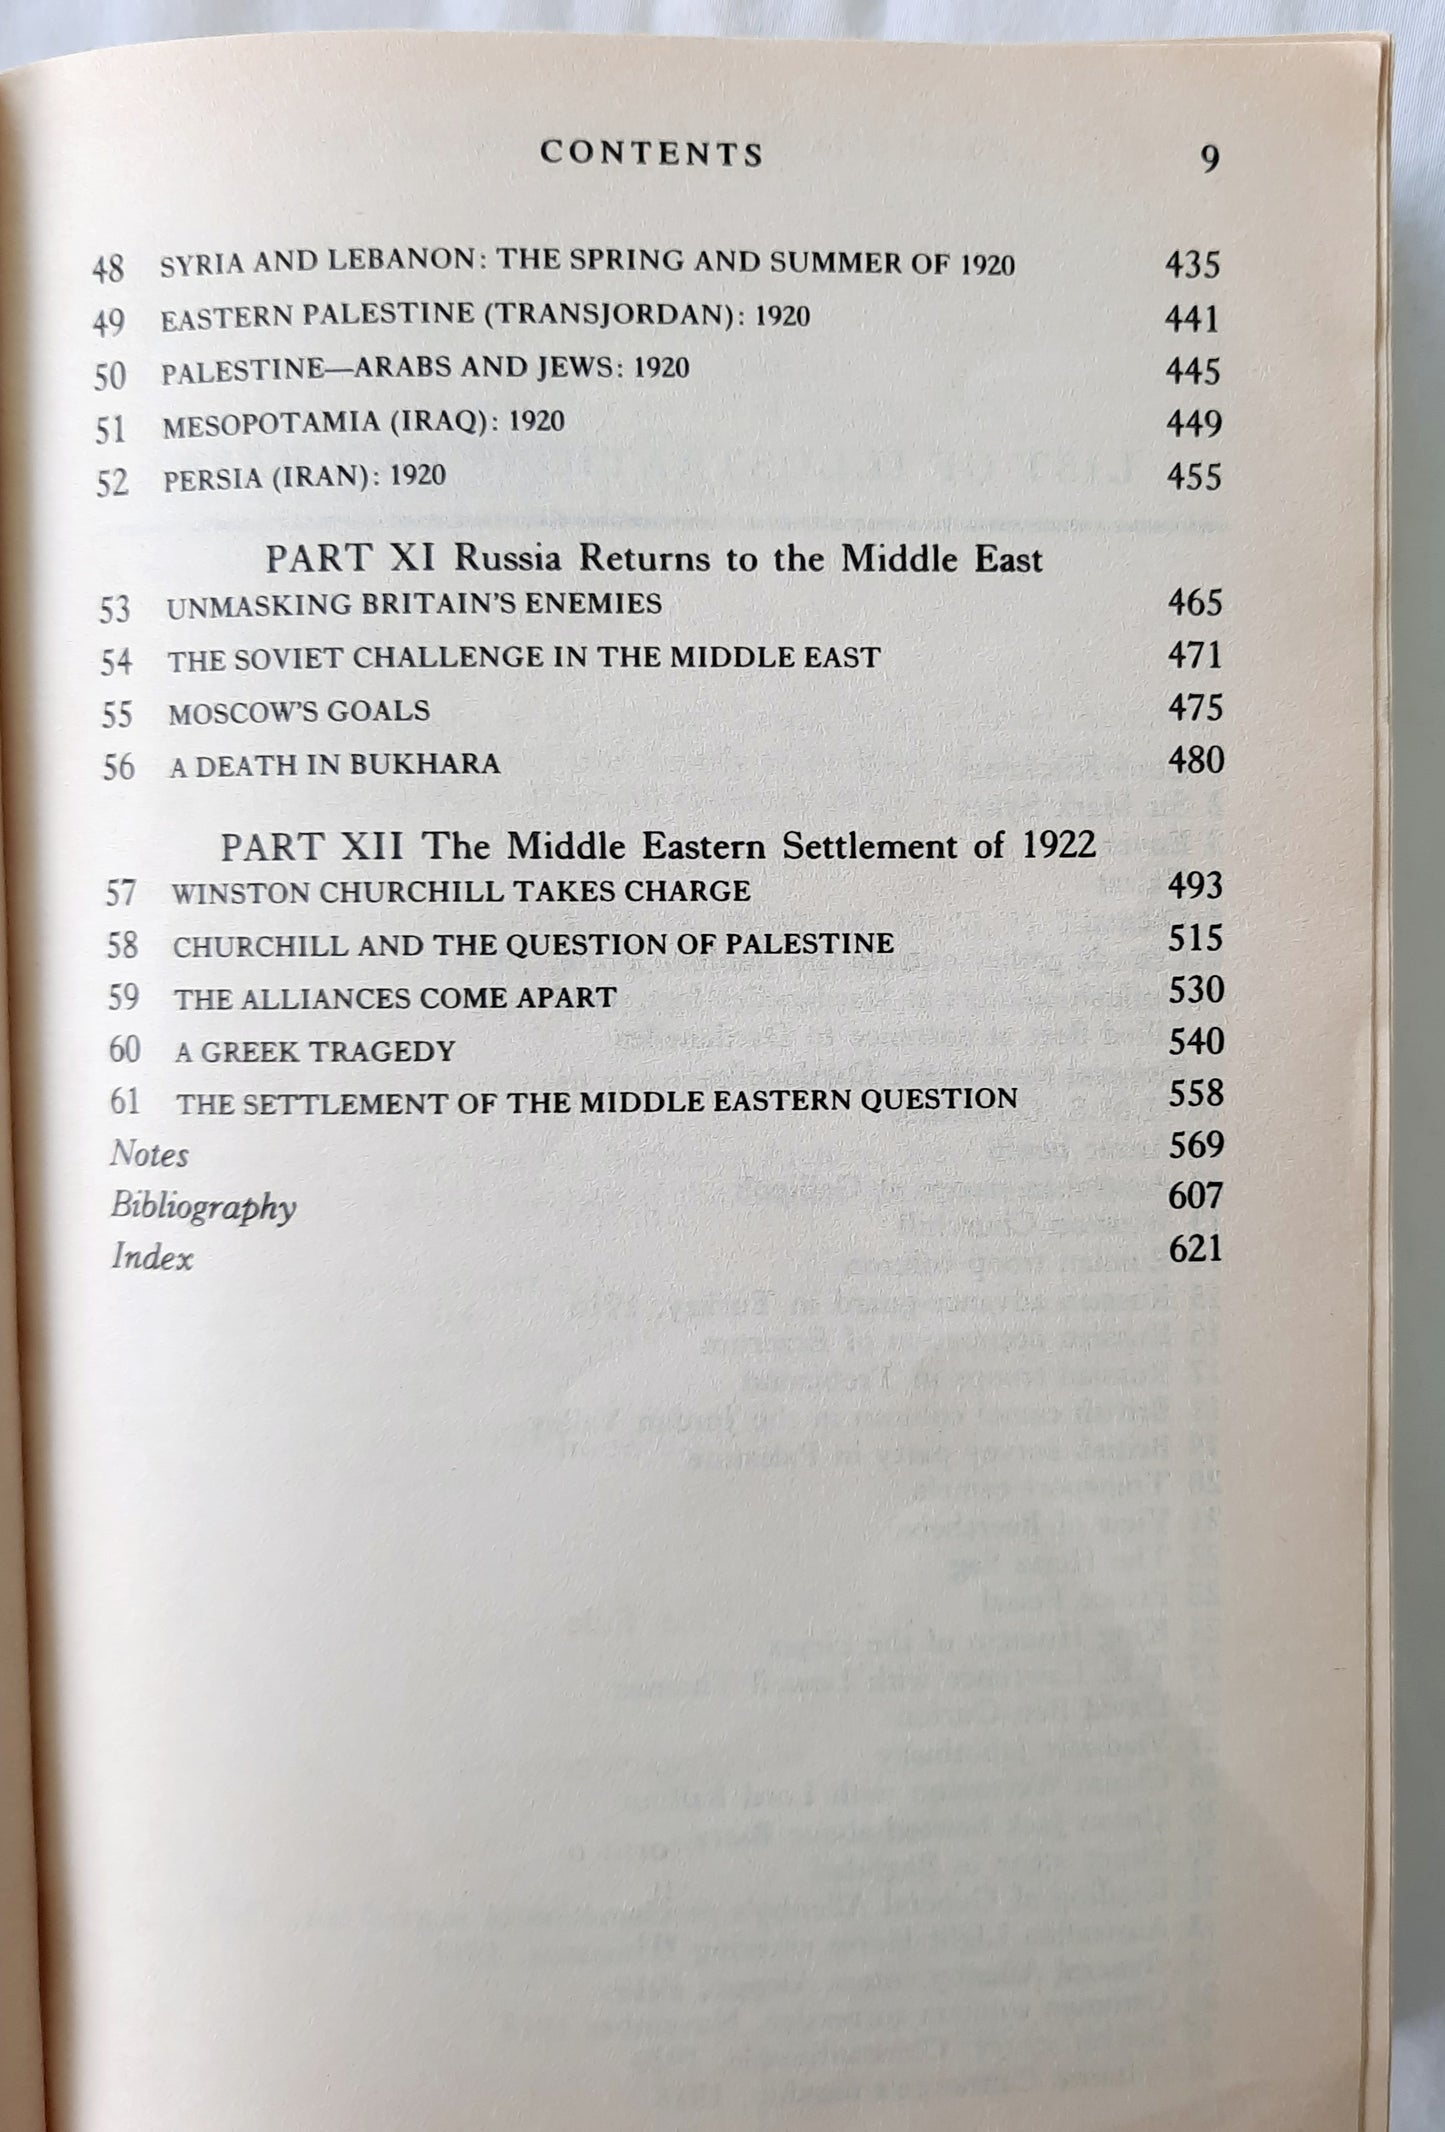 CONTENTS 9
48 SYRIA AND LEBANON: THE SPRING AND SUMMER OF 1920 435
49 EASTERN PALESTINE (TRANSJORDAN): 1920 441
50 PALESTINE—ARABS AND JEWS: 1920 445
51 MESOPOTAMIA (IRAQ): 1920 449
52 PERSIA (IRAN): 1920 455
PART XI Russia Returns to the Middle East
53 UNMASKING BRITAIN'S ENEMIES 465
54 THE SOVIET CHALLENGE IN THE MIDDLE EAST 471
55 MOSCOW'S GOALS 475
56 A DEATH IN BUKHARA 480
PART XII The Middle Eastern Settlement of 1922
57 WINSTON CHURCHILL TAKES CHARGE 493
58 CHURCHILL AND THE QUESTION OF PALESTINE 515
59 THE ALLIANCES COME APART 530
60 A GREEK TRAGEDY 540
61 THE SETTLEMENT OF THE MIDDLE EASTERN QUESTION 558
Notes 569
Bibliography 607
Index 621